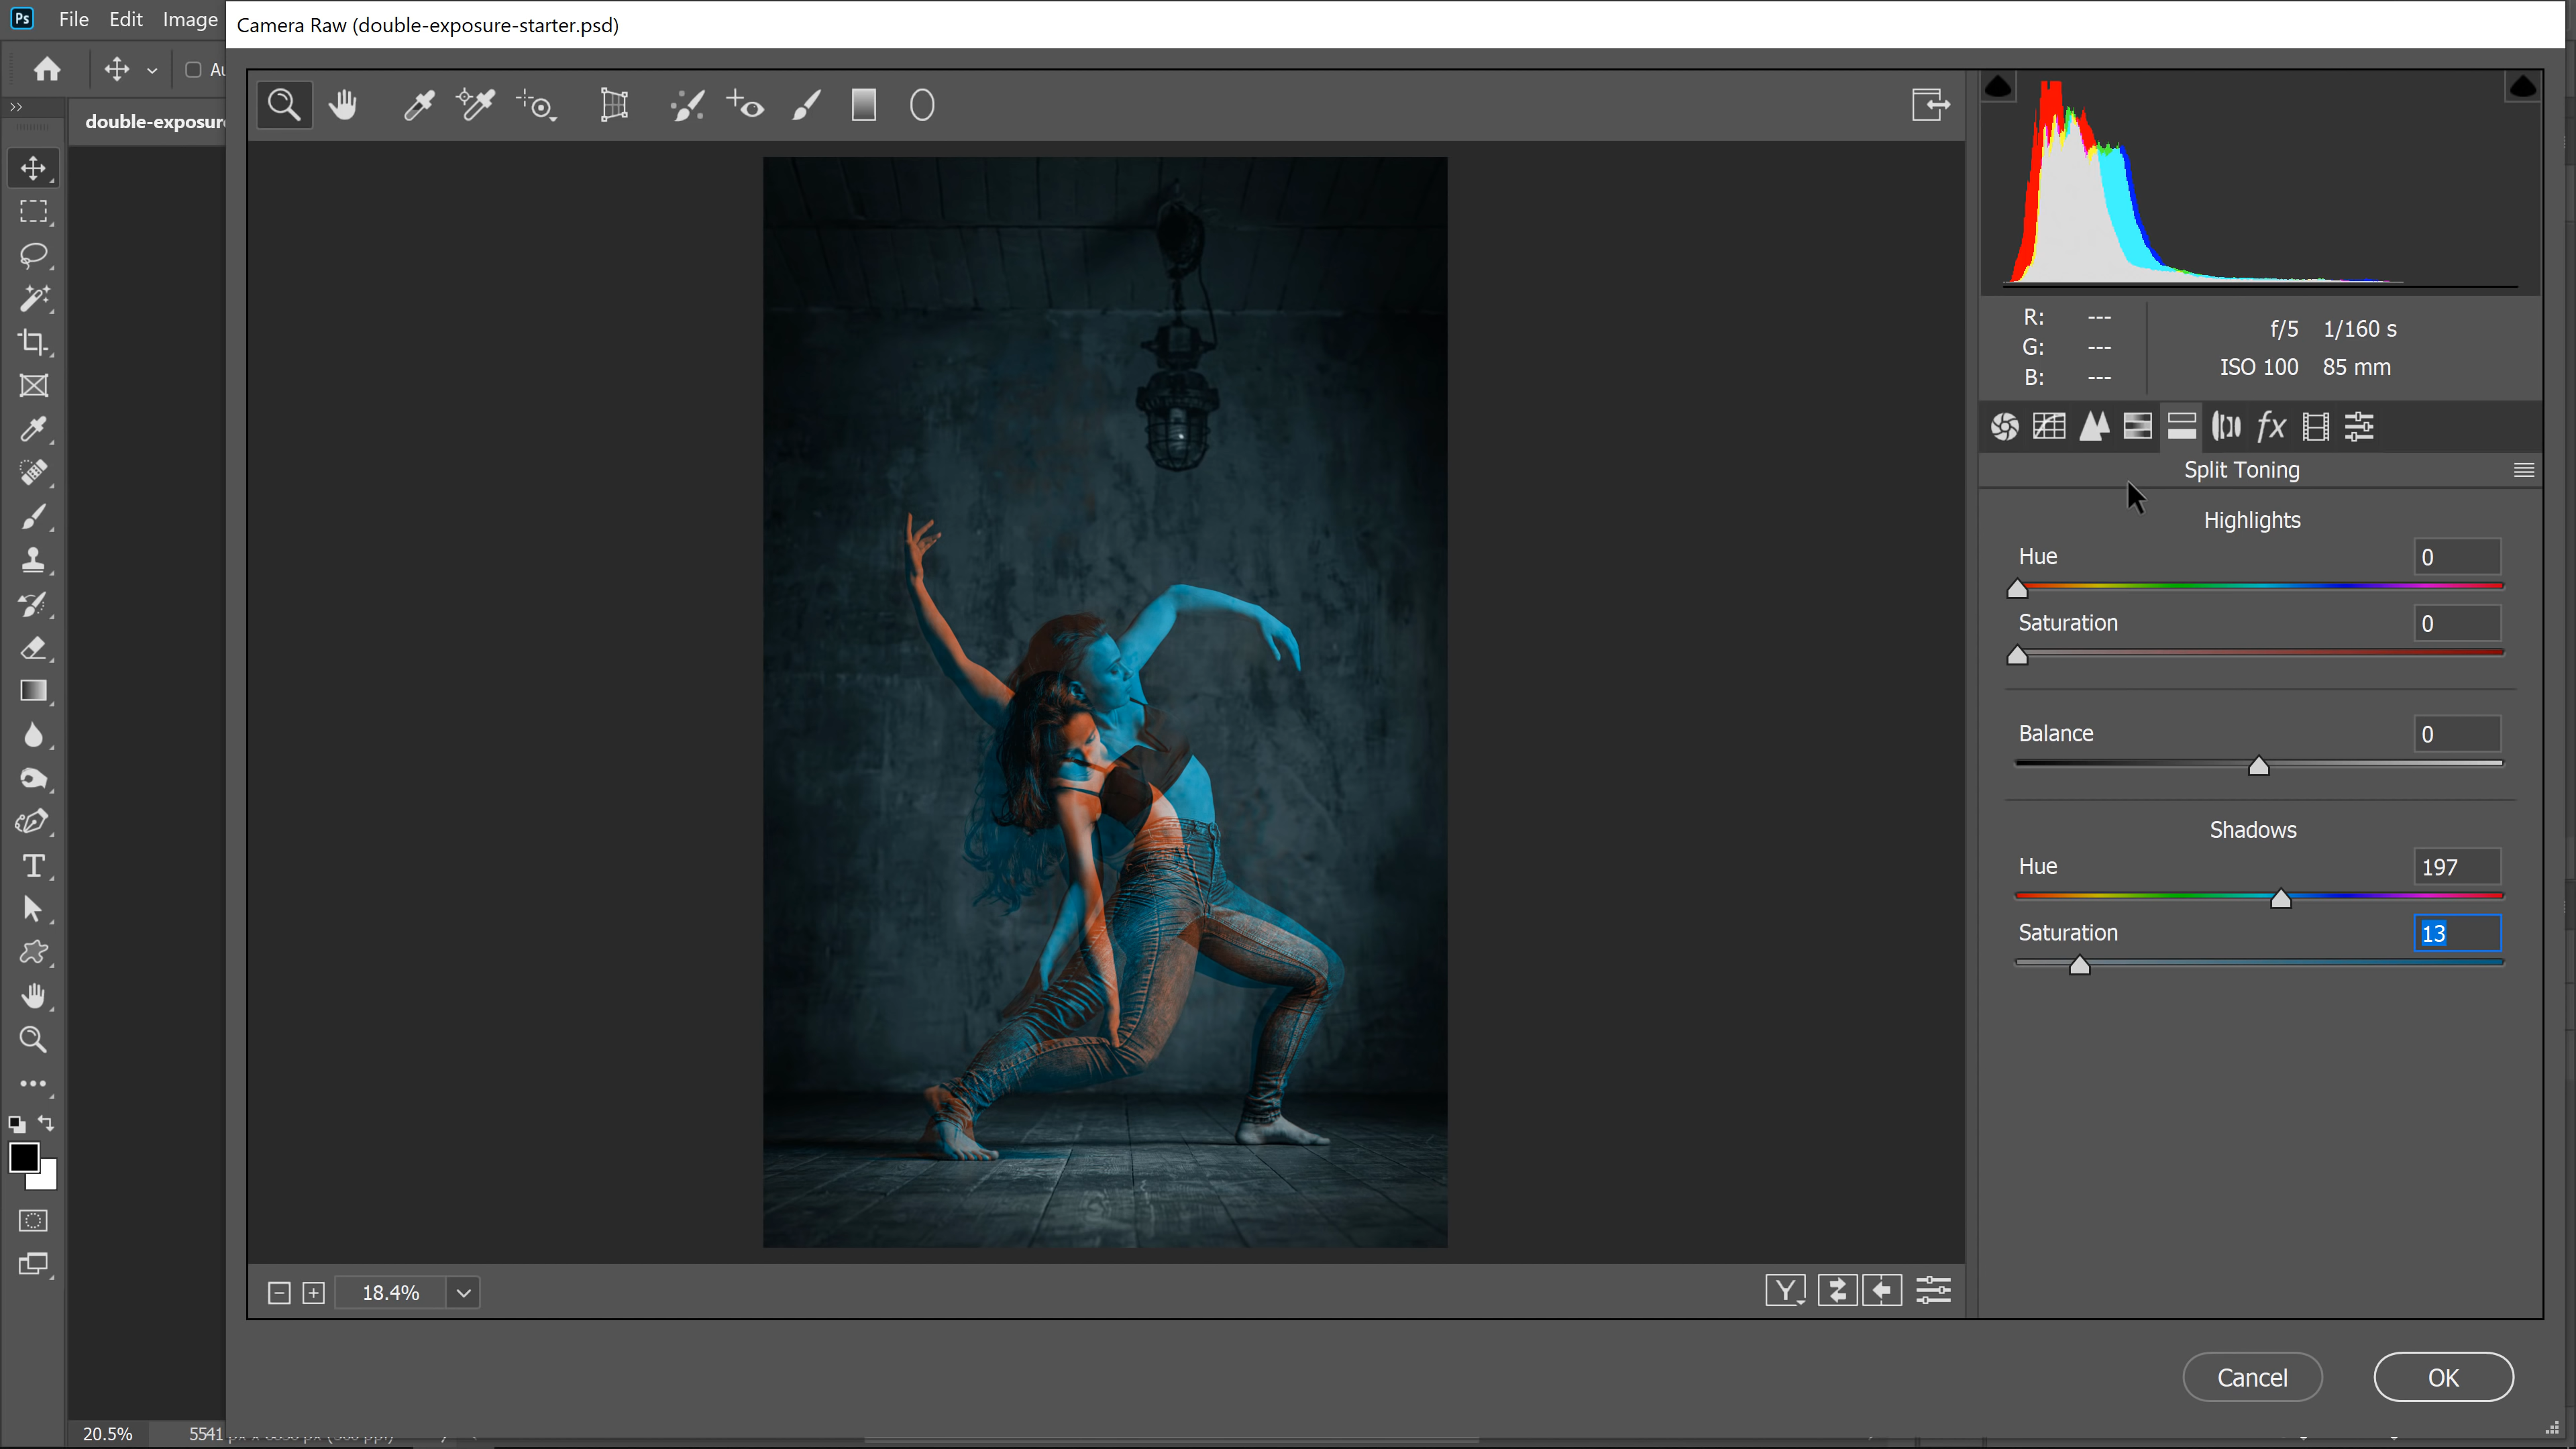 Ps File Edit Image
Camera Raw (double-exposure-starter.psd)
double-exposur
R: ---
G: ---
B: ---
f/5 1/160 s
ISO 100 85 mm
fx
Split Toning
Highlights
Hue 0
Saturation 0
Balance 0
Shadows
Hue 197
Saturation 13
T
18.4%
Y
Cancel OK
20.5% 5541